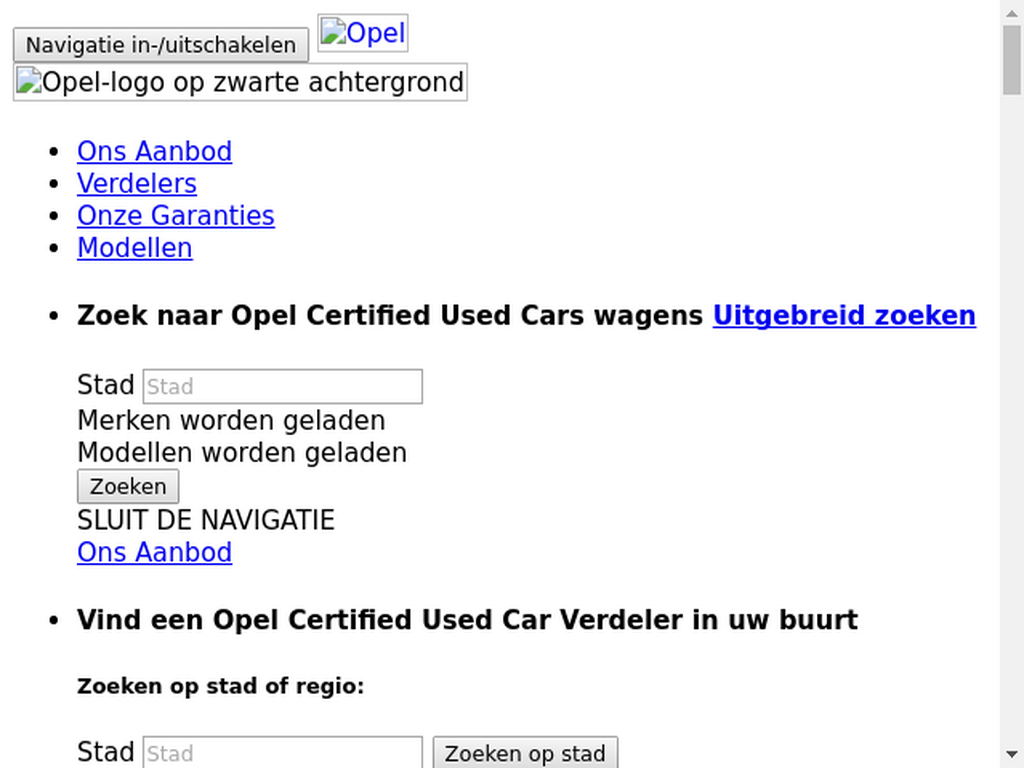 Navigatie in-/uitschakelen Opel
Opel-logo op zwarte achtergrond
Ons Aanbod
Verdelers
Onze Garanties
Modellen
Zoek naar Opel Certified Used Cars wagens Uitgebreid zoeken
Stad Stad
Merken worden geladen
Modellen worden geladen
Zoeken
SLUIT DE NAVIGATIE
Ons Aanbod
Vind een Opel Certified Used Car Verdeler in uw buurt
Zoeken op stad of regio:
Stad Stad Zoeken op stad